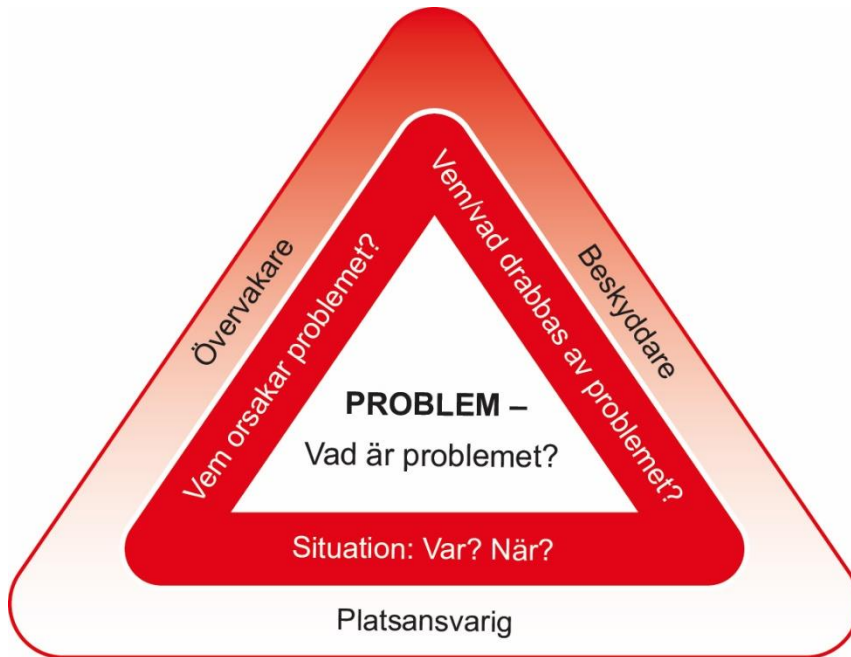 Övervakare
Beskyddare
Vem orsakar problemet?
Vem/vad drabbas av problemet?
PROBLEM –
Vad är problemet?
Situation: Var? När?
Platsansvarig